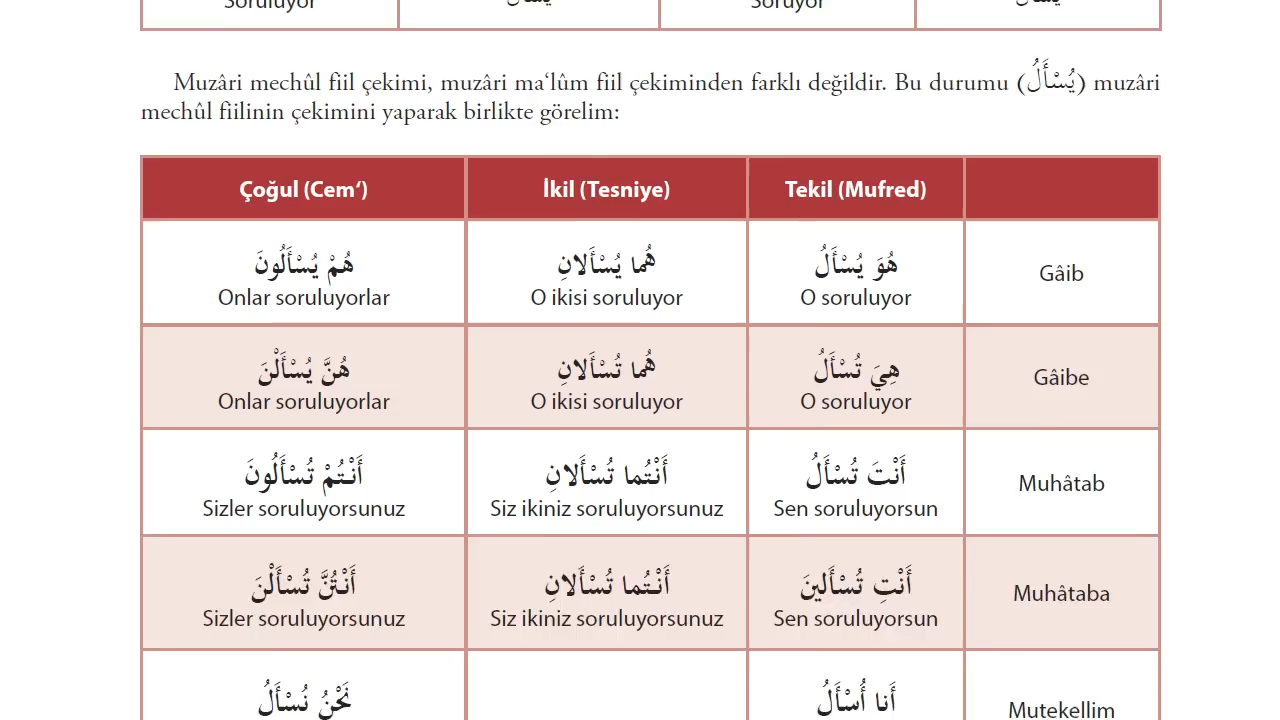 Soruluyor يُسْأَلُ Soruyor يَسْأَلُ
Muzâri mechûl fiil çekimi, muzâri ma‘lûm fiil çekiminden farklı değildir. Bu durumu (يُسْأَلُ) muzâri
mechûl fiilinin çekimini yaparak birlikte görelim:
Çoğul (Cem‘) İkil (Tesniye) Tekil (Mufred)
هُمْ يُسْأَلُونَ هُما يُسْأَلانِ هُوَ يُسْأَلُ
Onlar soruluyorlar O ikisi soruluyor O soruluyor Gâib
هُنَّ يُسْأَلْنَ هُما تُسْأَلانِ هِيَ تُسْأَلُ
Onlar soruluyorlar O ikisi soruluyor O soruluyor Gâibe
أَنْتُمْ تُسْأَلُونَ أَنْتُما تُسْأَلانِ أَنْتَ تُسْأَلُ
Sizler soruluyorsunuz Siz ikiniz soruluyorsunuz Sen soruluyorsun Muhâtab
أَنْتُنَّ تُسْأَلْنَ أَنْتُما تُسْأَلانِ أَنْتِ تُسْأَلينَ
Sizler soruluyorsunuz Siz ikiniz soruluyorsunuz Sen soruluyorsun Muhâtaba
نَحْنُ نُسْأَلُ أَنا أُسْأَلُ Mutekellim